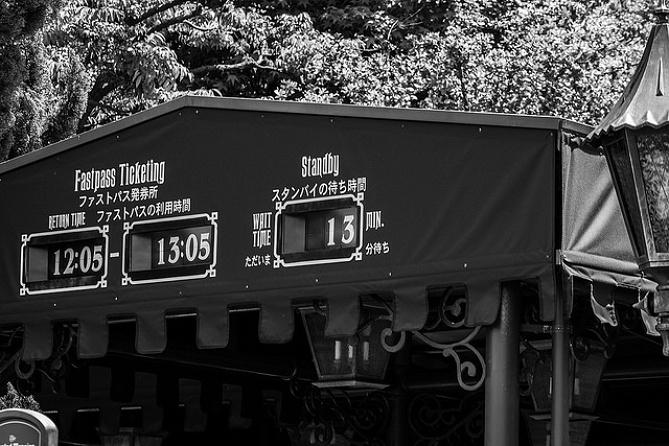 Fastpass Ticketing
ファストパス発券所
RETURN TIME ファストパスの利用時間
12:05 - 13:05
Standby
スタンバイの待ち時間
WAIT TIME 13 MIN.
ただいま 分待ち